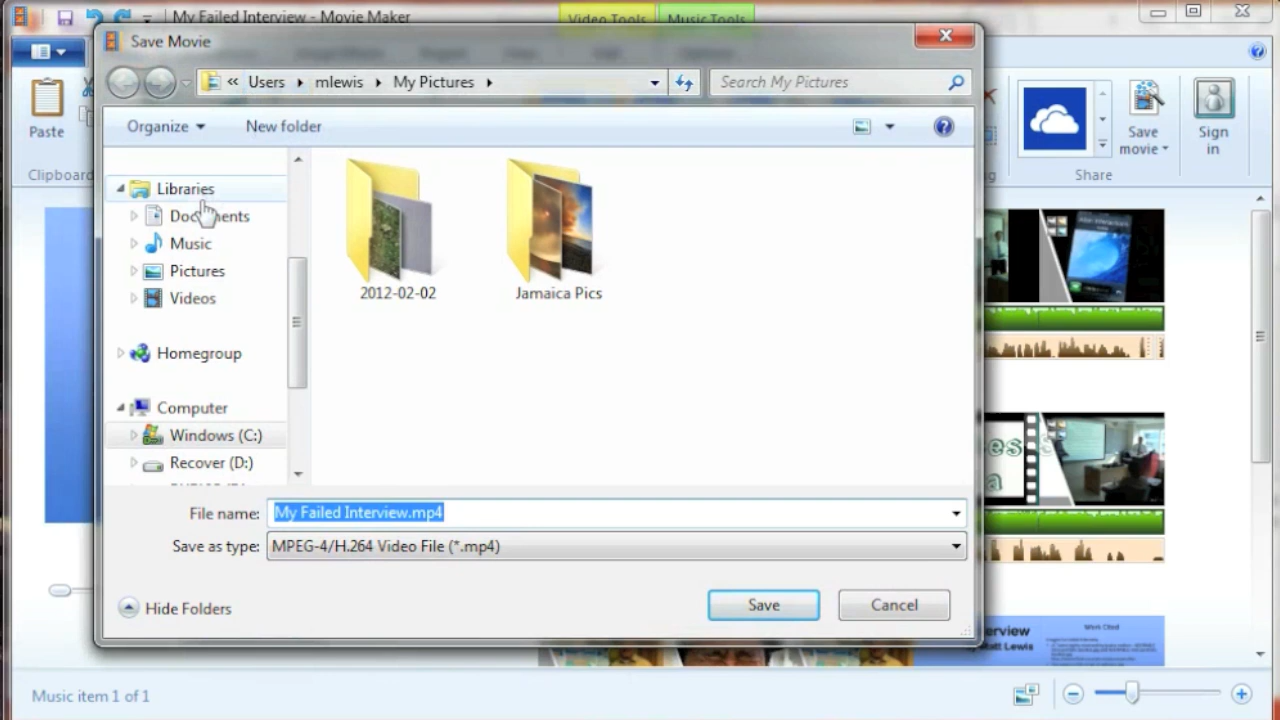 My Failed Interview - Movie Maker
Video Tools
Music Tools
Save Movie
« Users mlewis My Pictures
Search My Pictures
Organize
New folder
Paste
Clipboard
Save
movie
Sign
in
Share
Libraries
Documents
Music
Pictures
Videos
Homegroup
Computer
Windows (C:)
Recover (D:)
2012-02-02
Jamaica Pics
File name: My Failed Interview.mp4
Save as type: MPEG-4/H.264 Video File (*.mp4)
Hide Folders
Save
Cancel
Work Cited
Music item 1 of 1